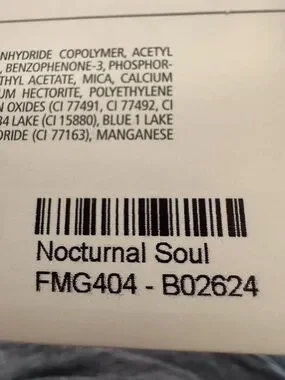 NHYDRIDE COPOLYMER, ACETYL
, BENZOPHENONE-3, PHOSPHOR-
THYL ACETATE, MICA, CALCIUM
UM HECTORITE, POLYETHYLENE
N OXIDES (CI 77491, CI 77492, CI
34 LAKE (CI 15880), BLUE 1 LAKE
ORIDE (CI 77163), MANGANESE
Nocturnal Soul
FMG404 - B02624